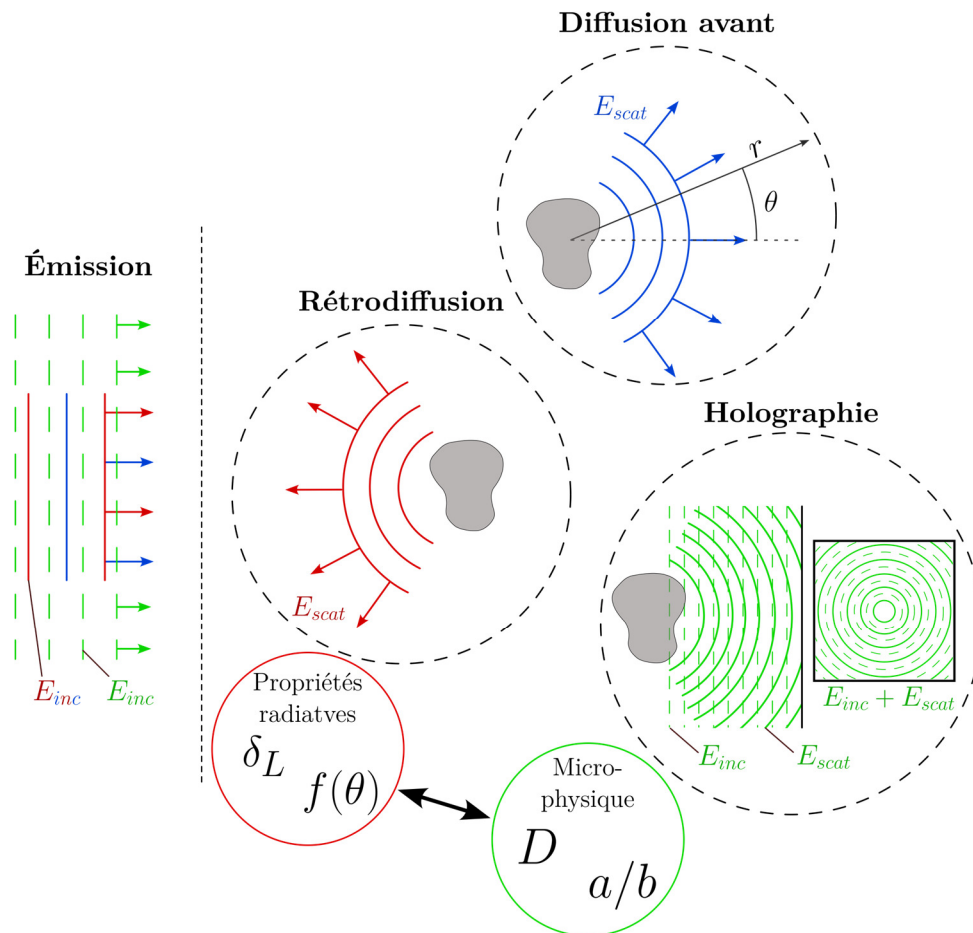 Diffusion avant
E_scat
r
θ
Émission
Rétrodiffusion
E_scat
E_inc
E_inc
Holographie
E_inc + E_scat
E_inc
E_scat
Propriétés
radiatves
δ_L
f(θ)
Micro-
physique
D
a/b